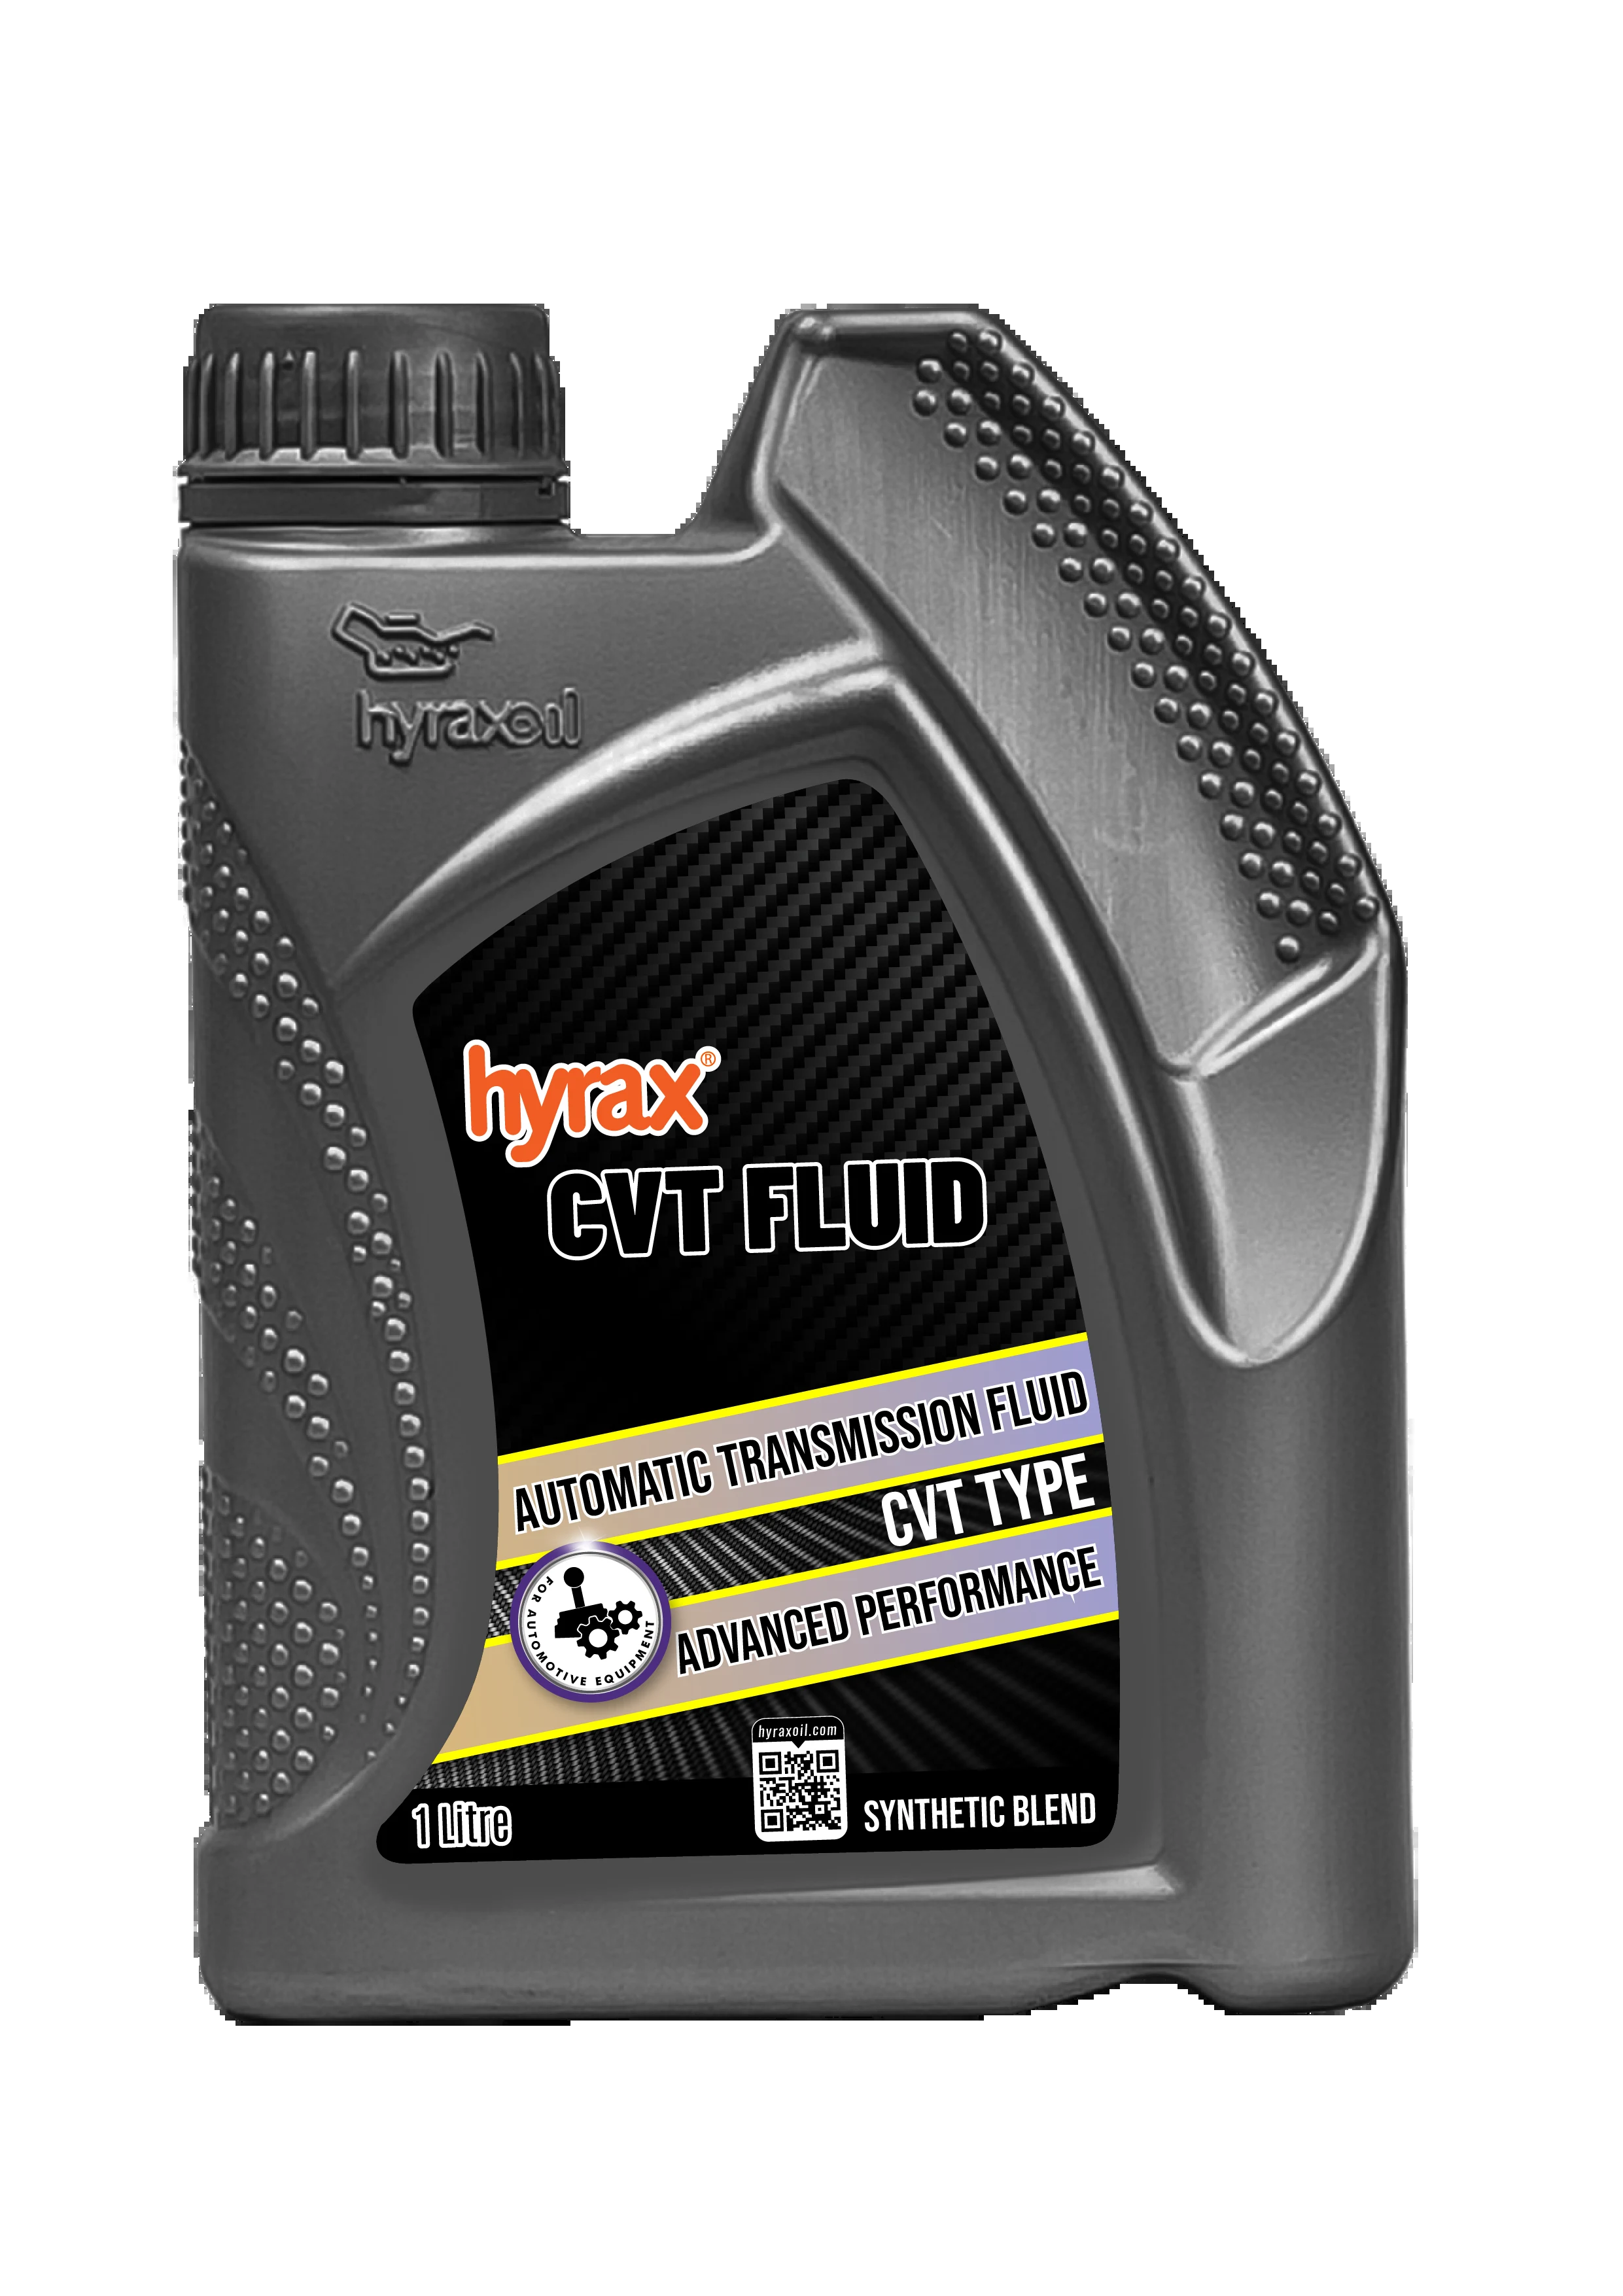 hyraxoil
hyrax®
CVT FLUID
AUTOMATIC TRANSMISSION FLUID
CVT TYPE
ADVANCED PERFORMANCE
FOR AUTOMOTIVE EQUIPMENT
hyraxoil.com
1 Litre
SYNTHETIC BLEND